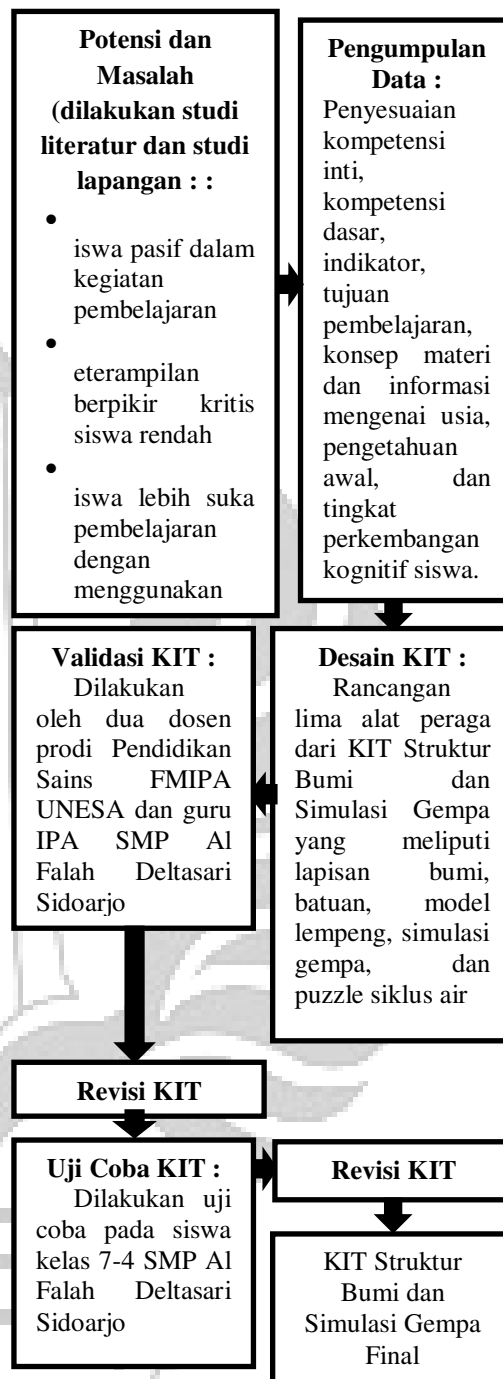 Potensi dan
Masalah
(dilakukan studi
literatur dan studi
lapangan : :
•
iswa pasif dalam
kegiatan
pembelajaran
•
eterampilan
berpikir kritis
siswa rendah
•
iswa lebih suka
pembelajaran
dengan
menggunakan
Pengumpulan
Data :
Penyesuaian
kompetensi
inti,
kompetensi
dasar,
indikator,
tujuan
pembelajaran,
konsep materi
dan informasi
mengenai usia,
pengetahuan
awal, dan
tingkat
perkembangan
kognitif siswa.
Desain KIT :
Rancangan
lima alat peraga
dari KIT Struktur
Bumi dan
Simulasi Gempa
yang meliputi
lapisan bumi,
batuan, model
lempeng, simulasi
gempa, dan
puzzle siklus air
Validasi KIT :
Dilakukan
oleh dua dosen
prodi Pendidikan
Sains FMIPA
UNESA dan guru
IPA SMP Al
Falah Deltasari
Sidoarjo
Revisi KIT
Uji Coba KIT :
Dilakukan uji
coba pada siswa
kelas 7-4 SMP Al
Falah Deltasari
Sidoarjo
Revisi KIT
KIT Struktur
Bumi dan
Simulasi Gempa
Final